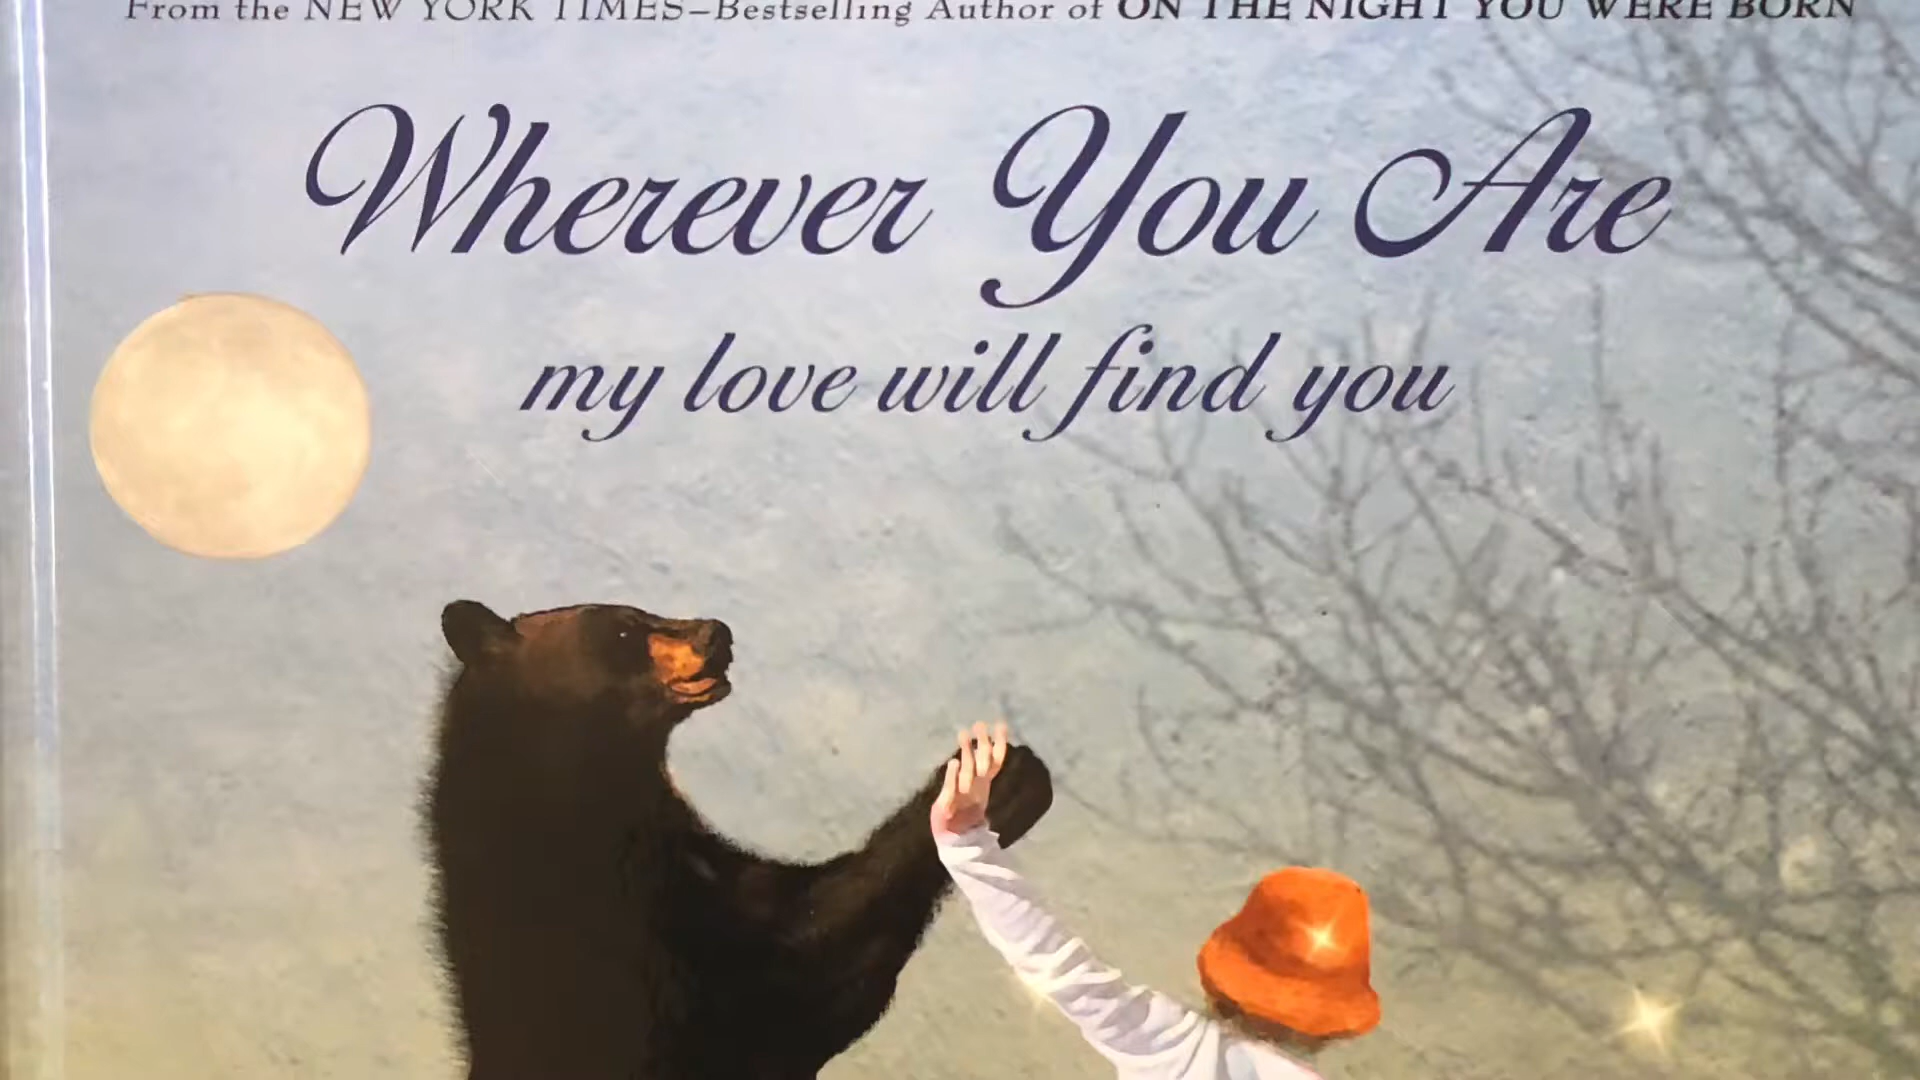 From the NEW YORK TIMES–Bestselling Author of ON THE NIGHT YOU WERE BORN
Wherever You Are
my love will find you